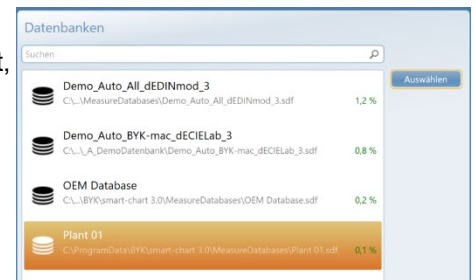 Datenbanken
Suchen
t,
Auswählen
Demo_Auto_All_dEDINmod_3
C:\...\MeasureDatabases\Demo_Auto_All_dEDINmod_3.sdf 1,2 %
Demo_Auto_BYK-mac_dECIELab_3
C:\...\_A_DemoDatenbank\Demo_Auto_BYK-mac_dECIELab_3.sdf 0,8 %
OEM Database
C:\...\BYK\smart-chart 3.0\MeasureDatabases\OEM Database.sdf 0,2 %
Plant 01
C:\ProgramData\BYK\smart-chart 3.0\MeasureDatabases\Plant 01.sdf 0,1 %